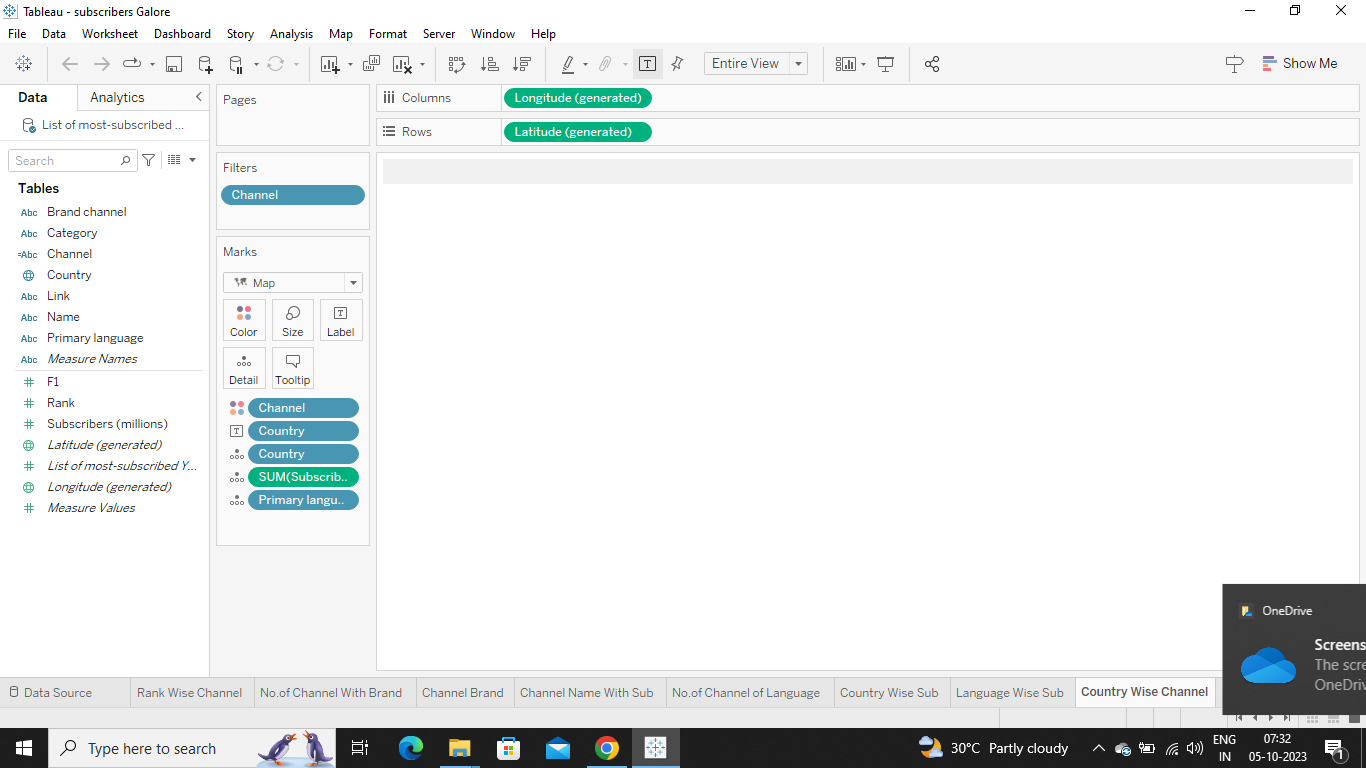 Tableau - subscribers Galore
File Data Worksheet Dashboard Story Analysis Map Format Server Window Help
Entire View
Show Me
Data Analytics
List of most-subscribed ...
Search
Tables
Abc Brand channel
Abc Category
=Abc Channel
Country
Abc Link
Abc Name
Abc Primary language
Abc Measure Names
F1
Rank
Subscribers (millions)
Latitude (generated)
List of most-subscribed Y...
Longitude (generated)
Measure Values
Pages
Filters
Channel
Marks
Map
Color Size Label
Detail Tooltip
Channel
Country
Country
SUM(Subscrib..
Primary langu..
Columns Longitude (generated)
Rows Latitude (generated)
OneDrive
Screens
The scre
OneDriv
Data Source Rank Wise Channel No.of Channel With Brand Channel Brand Channel Name With Sub No.of Channel of Language Country Wise Sub Language Wise Sub Country Wise Channel
Type here to search
30°C Partly cloudy
ENG
IN
07:32
05-10-2023
1